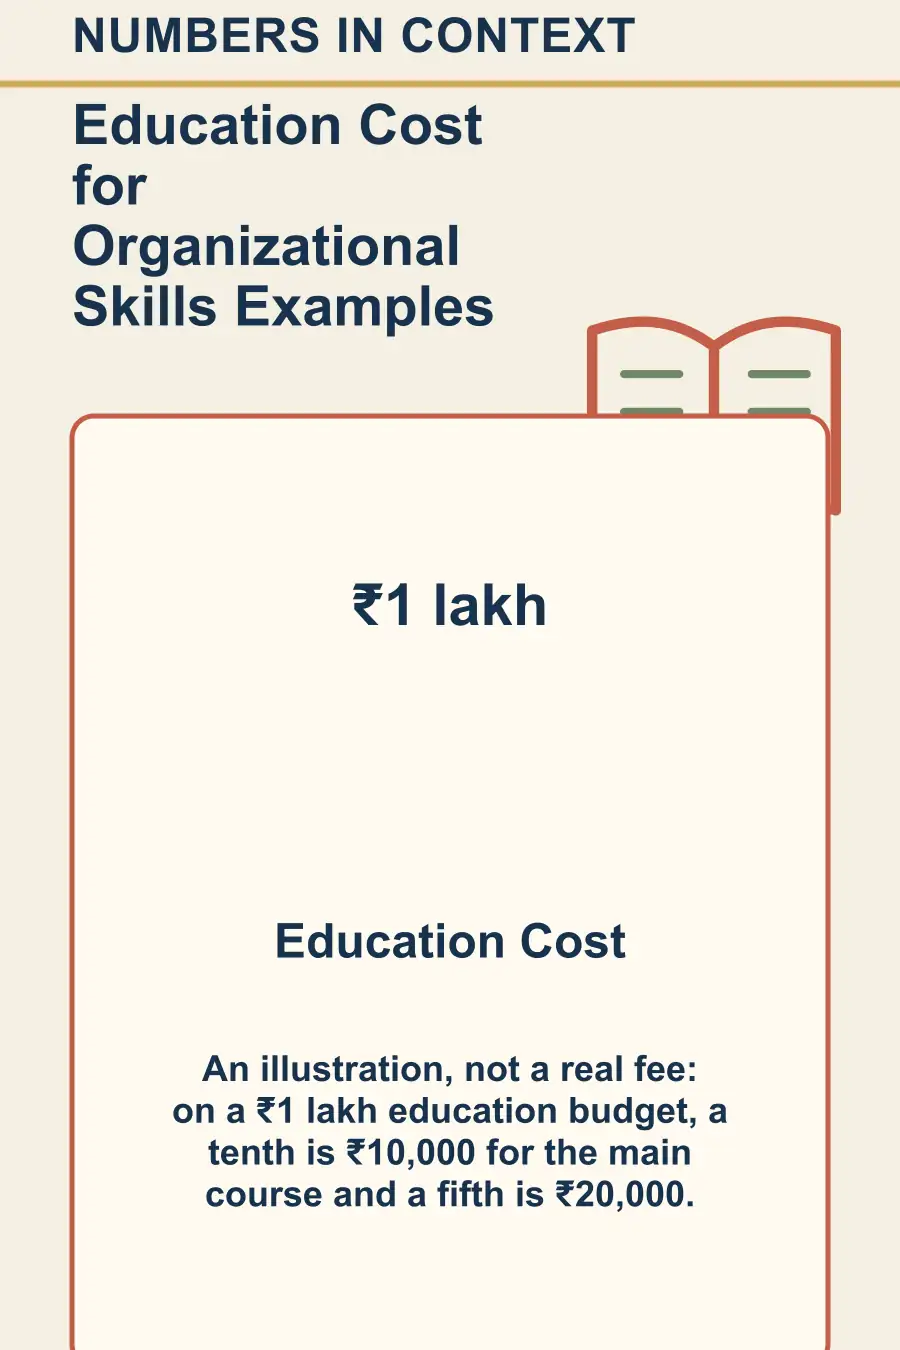 NUMBERS IN CONTEXT
Education Cost
for
Organizational
Skills Examples
₹1 lakh
Education Cost
An illustration, not a real fee:
on a ₹1 lakh education budget, a
tenth is ₹10,000 for the main
course and a fifth is ₹20,000.